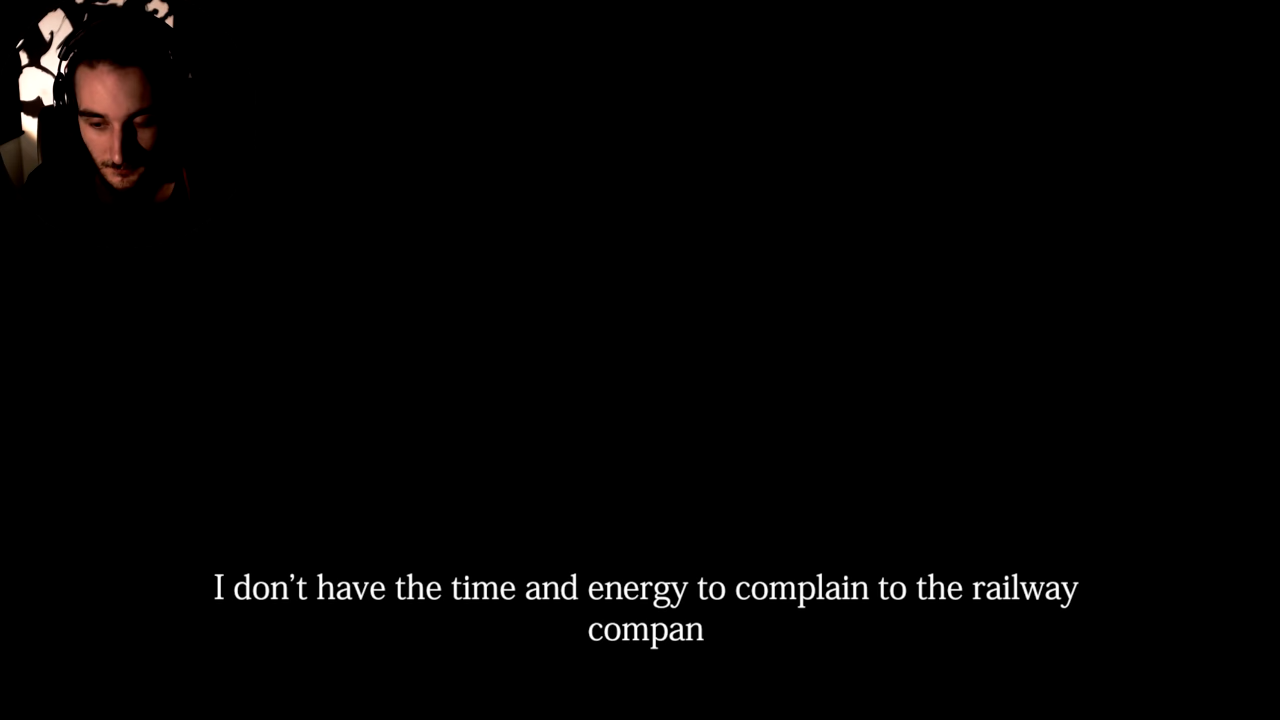 I don’t have the time and energy to complain to the railway
compan